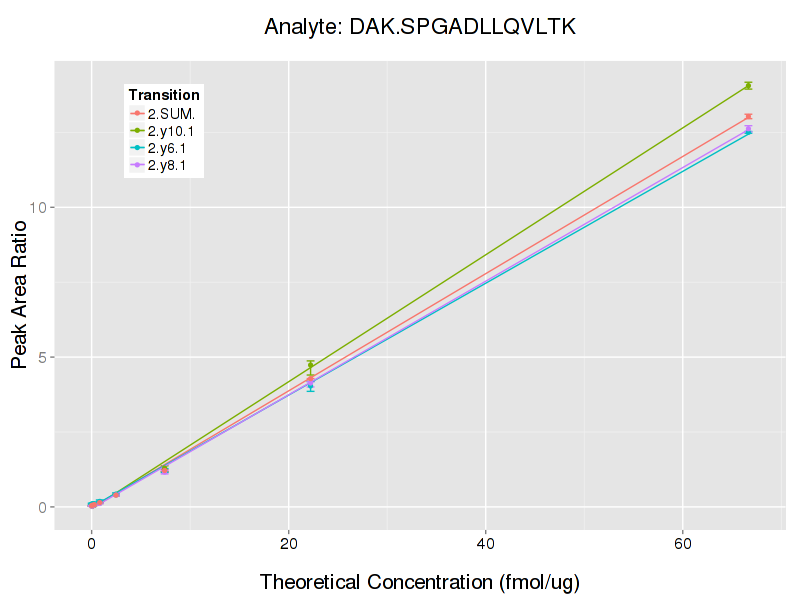 Analyte: DAK.SPGADLLQVLTK
Transition
2.SUM.
2.y10.1
2.y6.1
2.y8.1
Peak Area Ratio
10
5
0
0 20 40 60
Theoretical Concentration (fmol/ug)